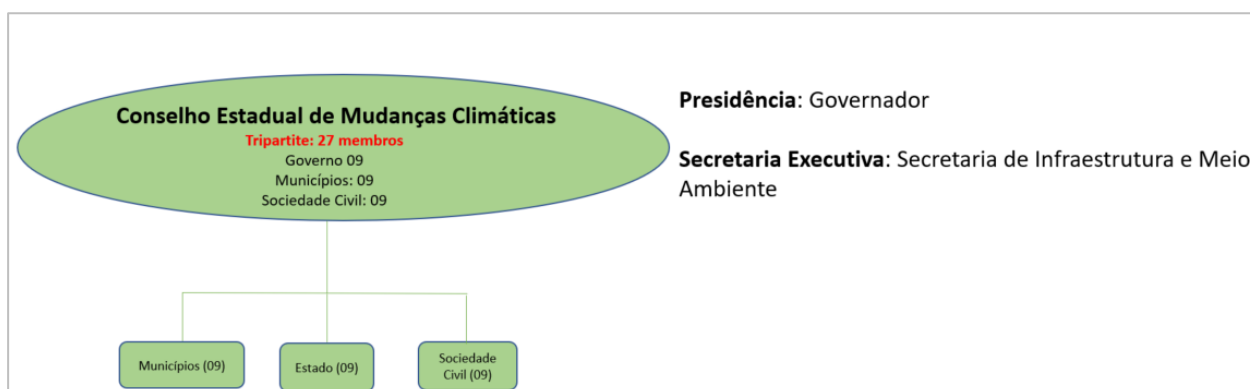 Conselho Estadual de Mudanças Climáticas
Tripartite: 27 membros
Governo 09
Municípios: 09
Sociedade Civil: 09
Presidência: Governador
Secretaria Executiva: Secretaria de Infraestrutura e Meio
Ambiente
Municípios (09)
Estado (09)
Sociedade
Civil (09)